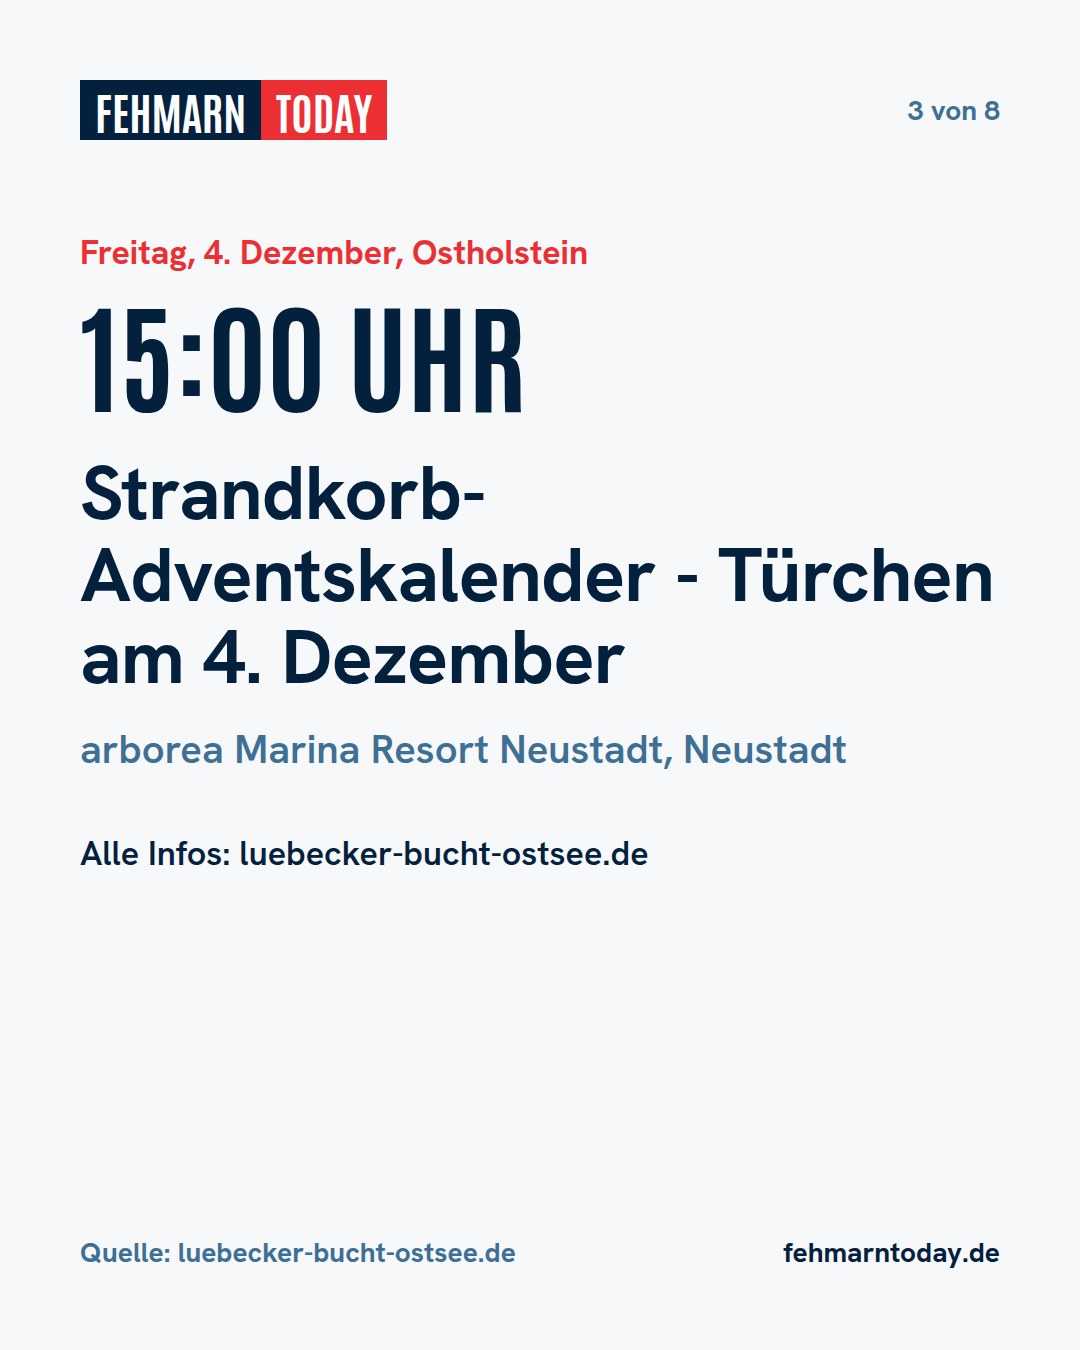 FEHMARN TODAY
3 von 8
Freitag, 4. Dezember, Ostholstein
15:00 UHR
Strandkorb-
Adventskalender - Türchen
am 4. Dezember
arborea Marina Resort Neustadt, Neustadt
Alle Infos: luebecker-bucht-ostsee.de
Quelle: luebecker-bucht-ostsee.de
fehmarntoday.de